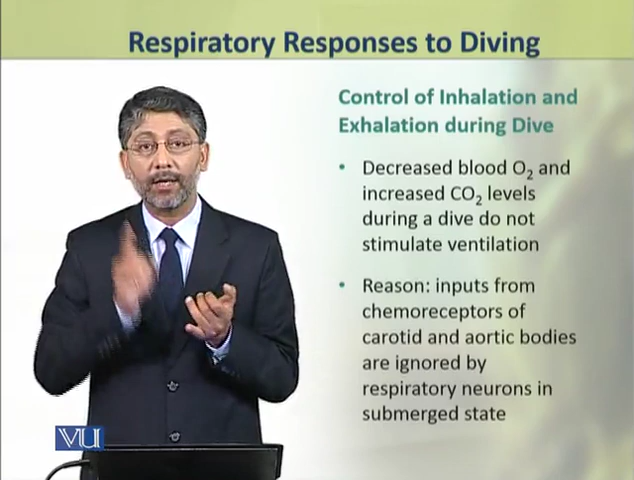 Respiratory Responses to Diving
Control of Inhalation and
Exhalation during Dive
• Decreased blood O₂ and
increased CO₂ levels
during a dive do not
stimulate ventilation
• Reason: inputs from
chemoreceptors of
carotid and aortic bodies
are ignored by
respiratory neurons in
submerged state
VU